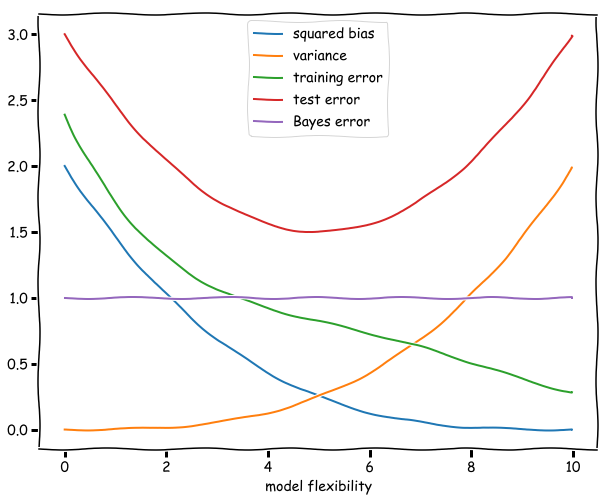 squared bias
variance
training error
test error
Bayes error
3.0
2.5
2.0
1.5
1.0
0.5
0.0
0 2 4 6 8 10
model flexibility